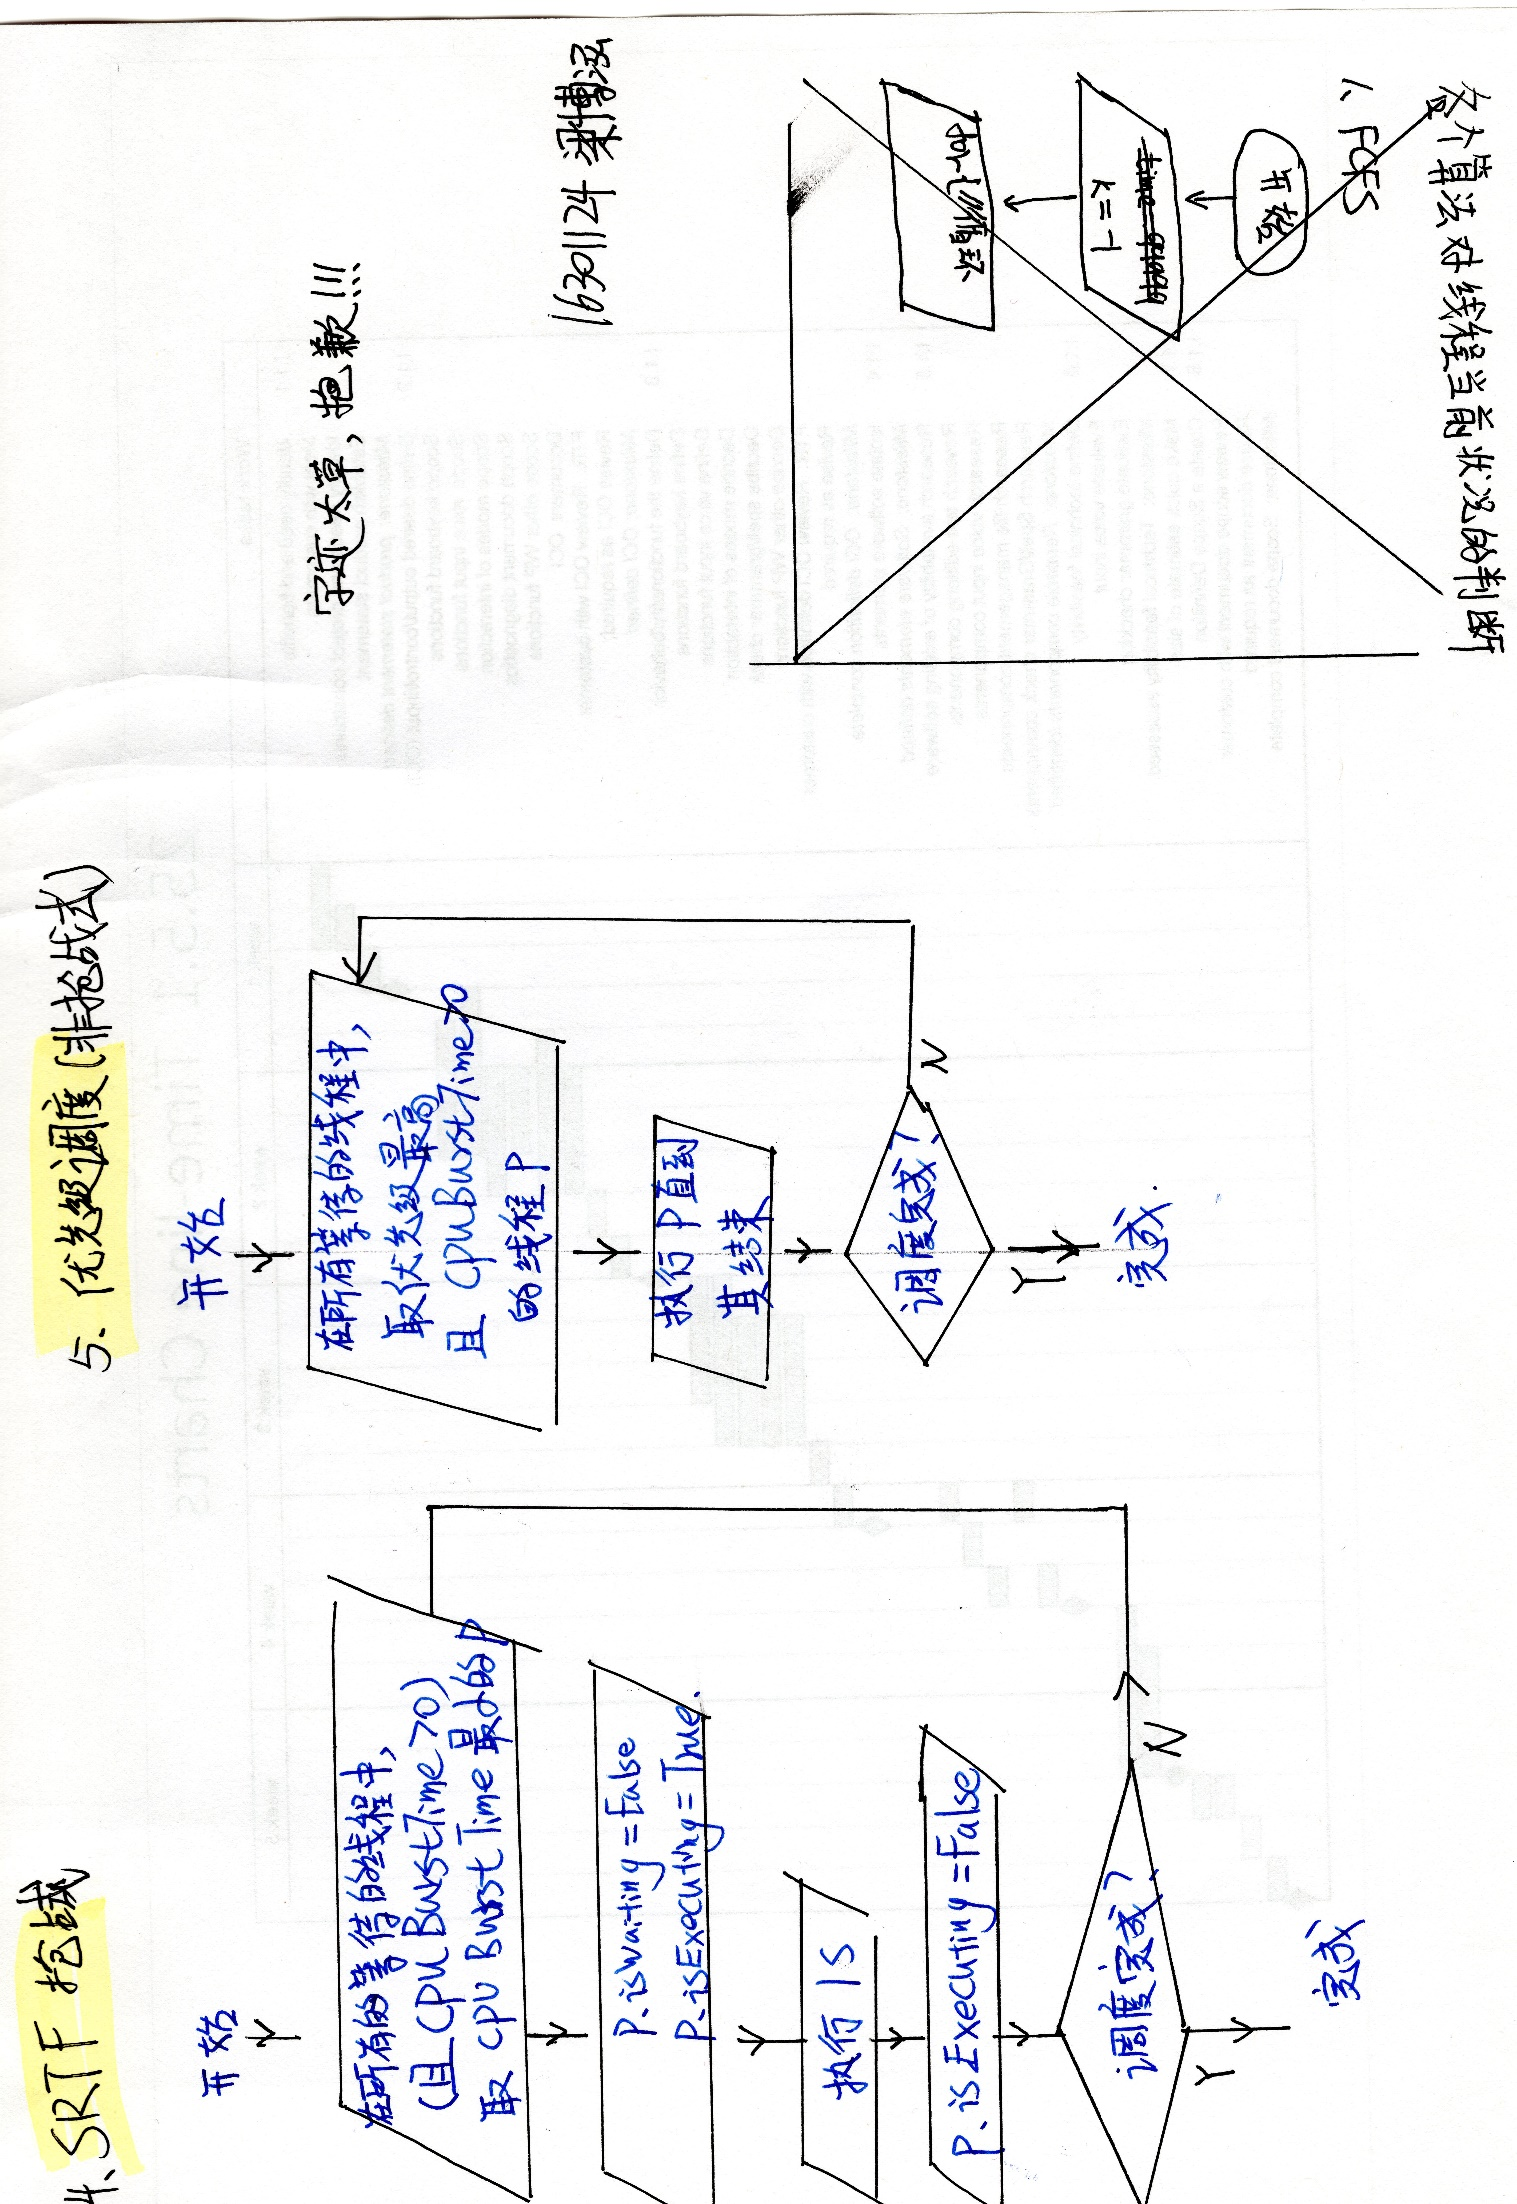 4、SRTF 抢战
开始
在所有的等待的线程中,
(且 CPU BurstTime >0)
取 CPU Burst Time 最小的 P
P.isWaiting = False
P.isExecuting = True.
执行 1S
P.isExecuting = False
调度完成?
N
Y
完成
5、优先级调度(非抢战式)
开始
在所有等待的线程中,
取优先级最高
且 CpuBurstTime>0
的线程 P
执行 P 直到
其结束
调度完成?
N
Y
完成.
字迹太草,抱歉!!!
16301124 梁博泓
各个算法对线程当前状况的判断
1、FCFS
开始
k = -1
for i 循环